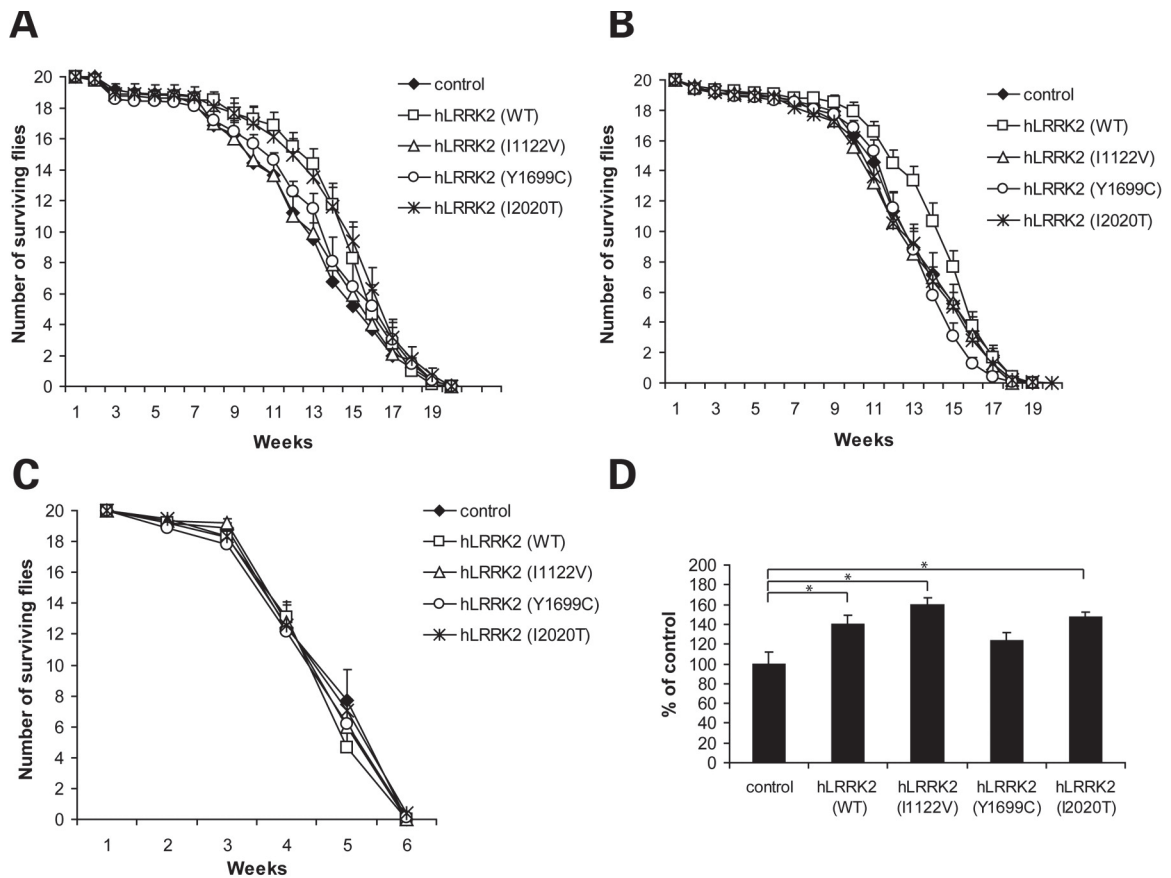 A
20
18
16
14
12
10
8
6
4
2
0
Number of surviving flies
1 3 5 7 9 11 13 15 17 19
Weeks
control
hLRRK2 (WT)
hLRRK2 (I1122V)
hLRRK2 (Y1699C)
hLRRK2 (I2020T)
B
20
18
16
14
12
10
8
6
4
2
0
Number of surviving flies
1 3 5 7 9 11 13 15 17 19
Weeks
control
hLRRK2 (WT)
hLRRK2 (I1122V)
hLRRK2 (Y1699C)
hLRRK2 (I2020T)
C
20
18
16
14
12
10
8
6
4
2
0
Number of surviving flies
1 2 3 4 5 6
Weeks
control
hLRRK2 (WT)
hLRRK2 (I1122V)
hLRRK2 (Y1699C)
hLRRK2 (I2020T)
D
200
180
160
140
120
100
80
60
40
20
0
% of control
*
*
*
control hLRRK2 hLRRK2 hLRRK2 hLRRK2
(WT) (I1122V) (Y1699C) (I2020T)